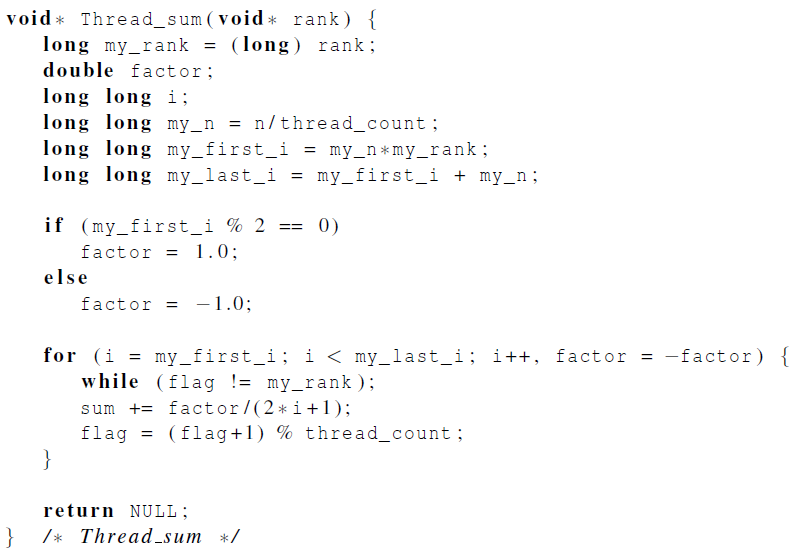 void* Thread_sum(void* rank) {
   long my_rank = (long) rank;
   double factor;
   long long i;
   long long my_n = n/thread_count;
   long long my_first_i = my_n*my_rank;
   long long my_last_i = my_first_i + my_n;

   if (my_first_i % 2 == 0)
      factor = 1.0;
   else
      factor = −1.0;

   for (i = my_first_i; i < my_last_i; i++, factor = −factor) {
      while (flag != my_rank);
      sum += factor/(2*i+1);
      flag = (flag+1) % thread_count;
   }

   return NULL;
}  /* Thread_sum */